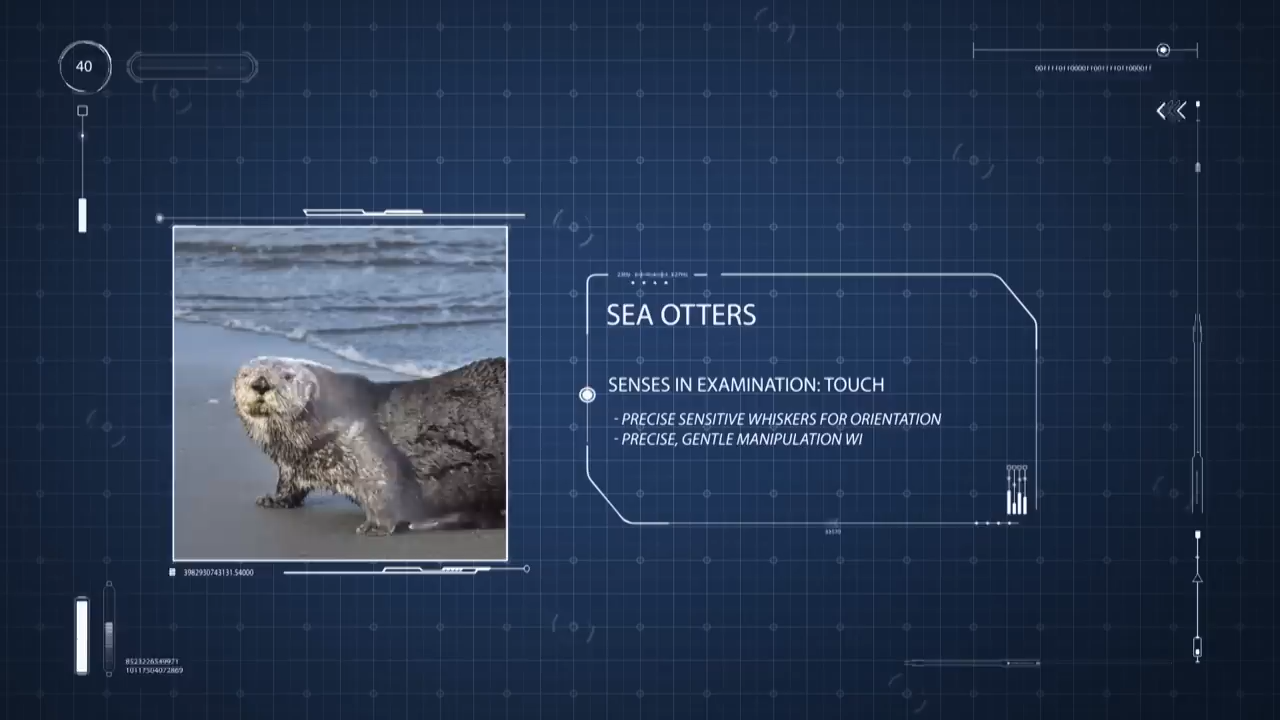 40
SEA OTTERS
SENSES IN EXAMINATION: TOUCH
- PRECISE SENSITIVE WHISKERS FOR ORIENTATION
- PRECISE, GENTLE MANIPULATION WI
3982930743131.54000